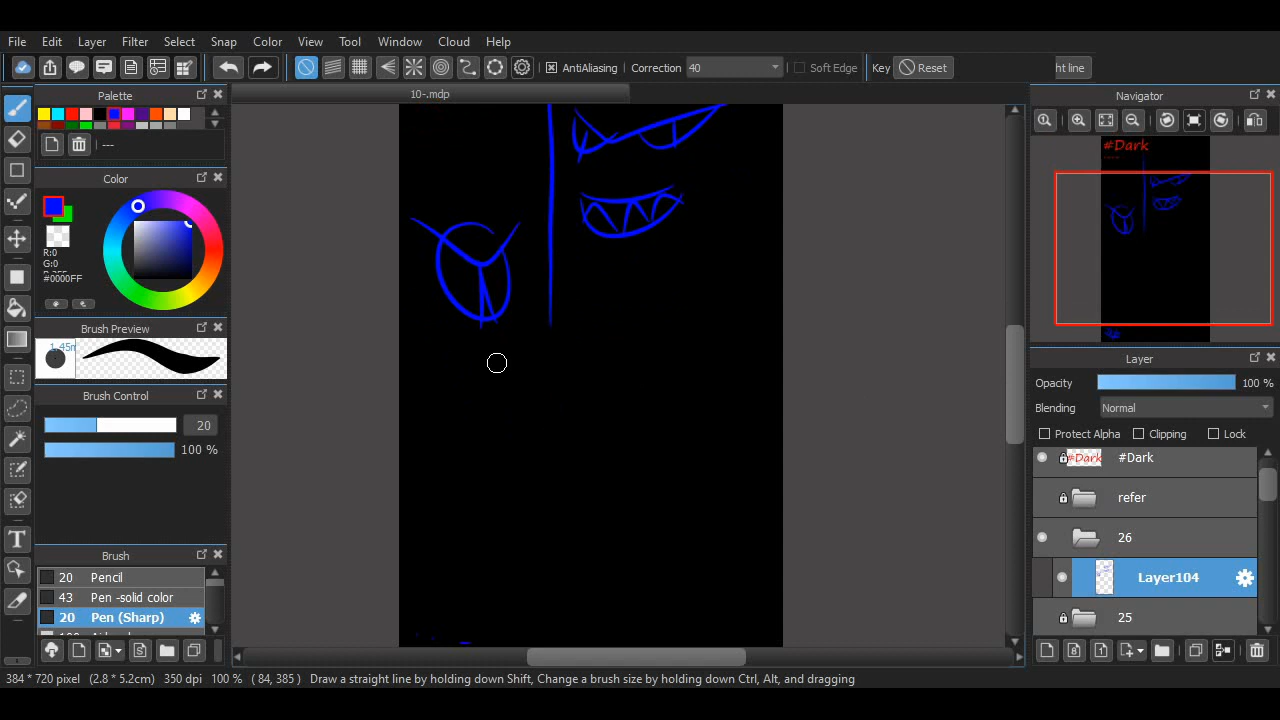 File Edit Layer Filter Select Snap Color View Tool Window Cloud Help
AntiAliasing Correction 40 Soft Edge Key Reset ht line
Palette
10-.mdp
Navigator
---
#Dark
Color
R:0
G:0
#0000FF
Brush Preview
Brush Control
20
100 %
Layer
Opacity 100 %
Blending Normal
Protect Alpha Clipping Lock
#Dark #Dark
refer
26
Layer104
25
Brush
20 Pencil
43 Pen -solid color
20 Pen (Sharp)
384 * 720 pixel (2.8 * 5.2cm) 350 dpi 100 % ( 84, 385 ) Draw a straight line by holding down Shift, Change a brush size by holding down Ctrl, Alt, and dragging